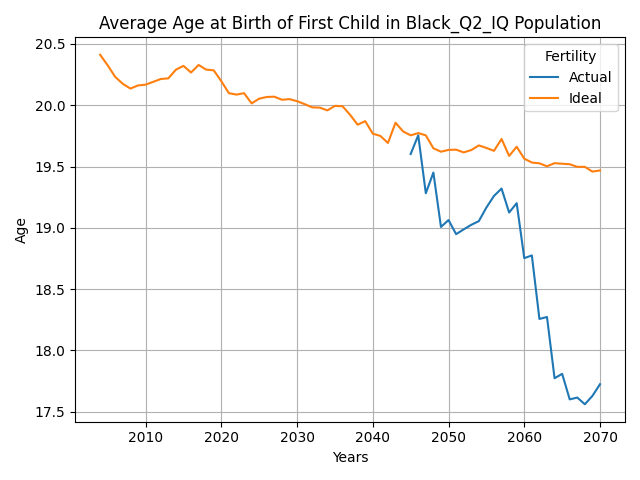 Average Age at Birth of First Child in Black_Q2_IQ Population
Fertility
Actual
Ideal
Age
20.5
20.0
19.5
19.0
18.5
18.0
17.5
2010 2020 2030 2040 2050 2060 2070
Years